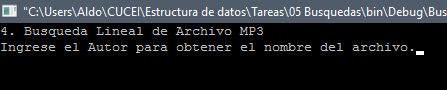 "C:\Users\Aldo\CUCEI\Estructura de datos\Tareas\05 Busquedas\bin\Debug\Bus
4. Busqueda Lineal de Archivo MP3
Ingrese el Autor para obtener el nombre del archivo.